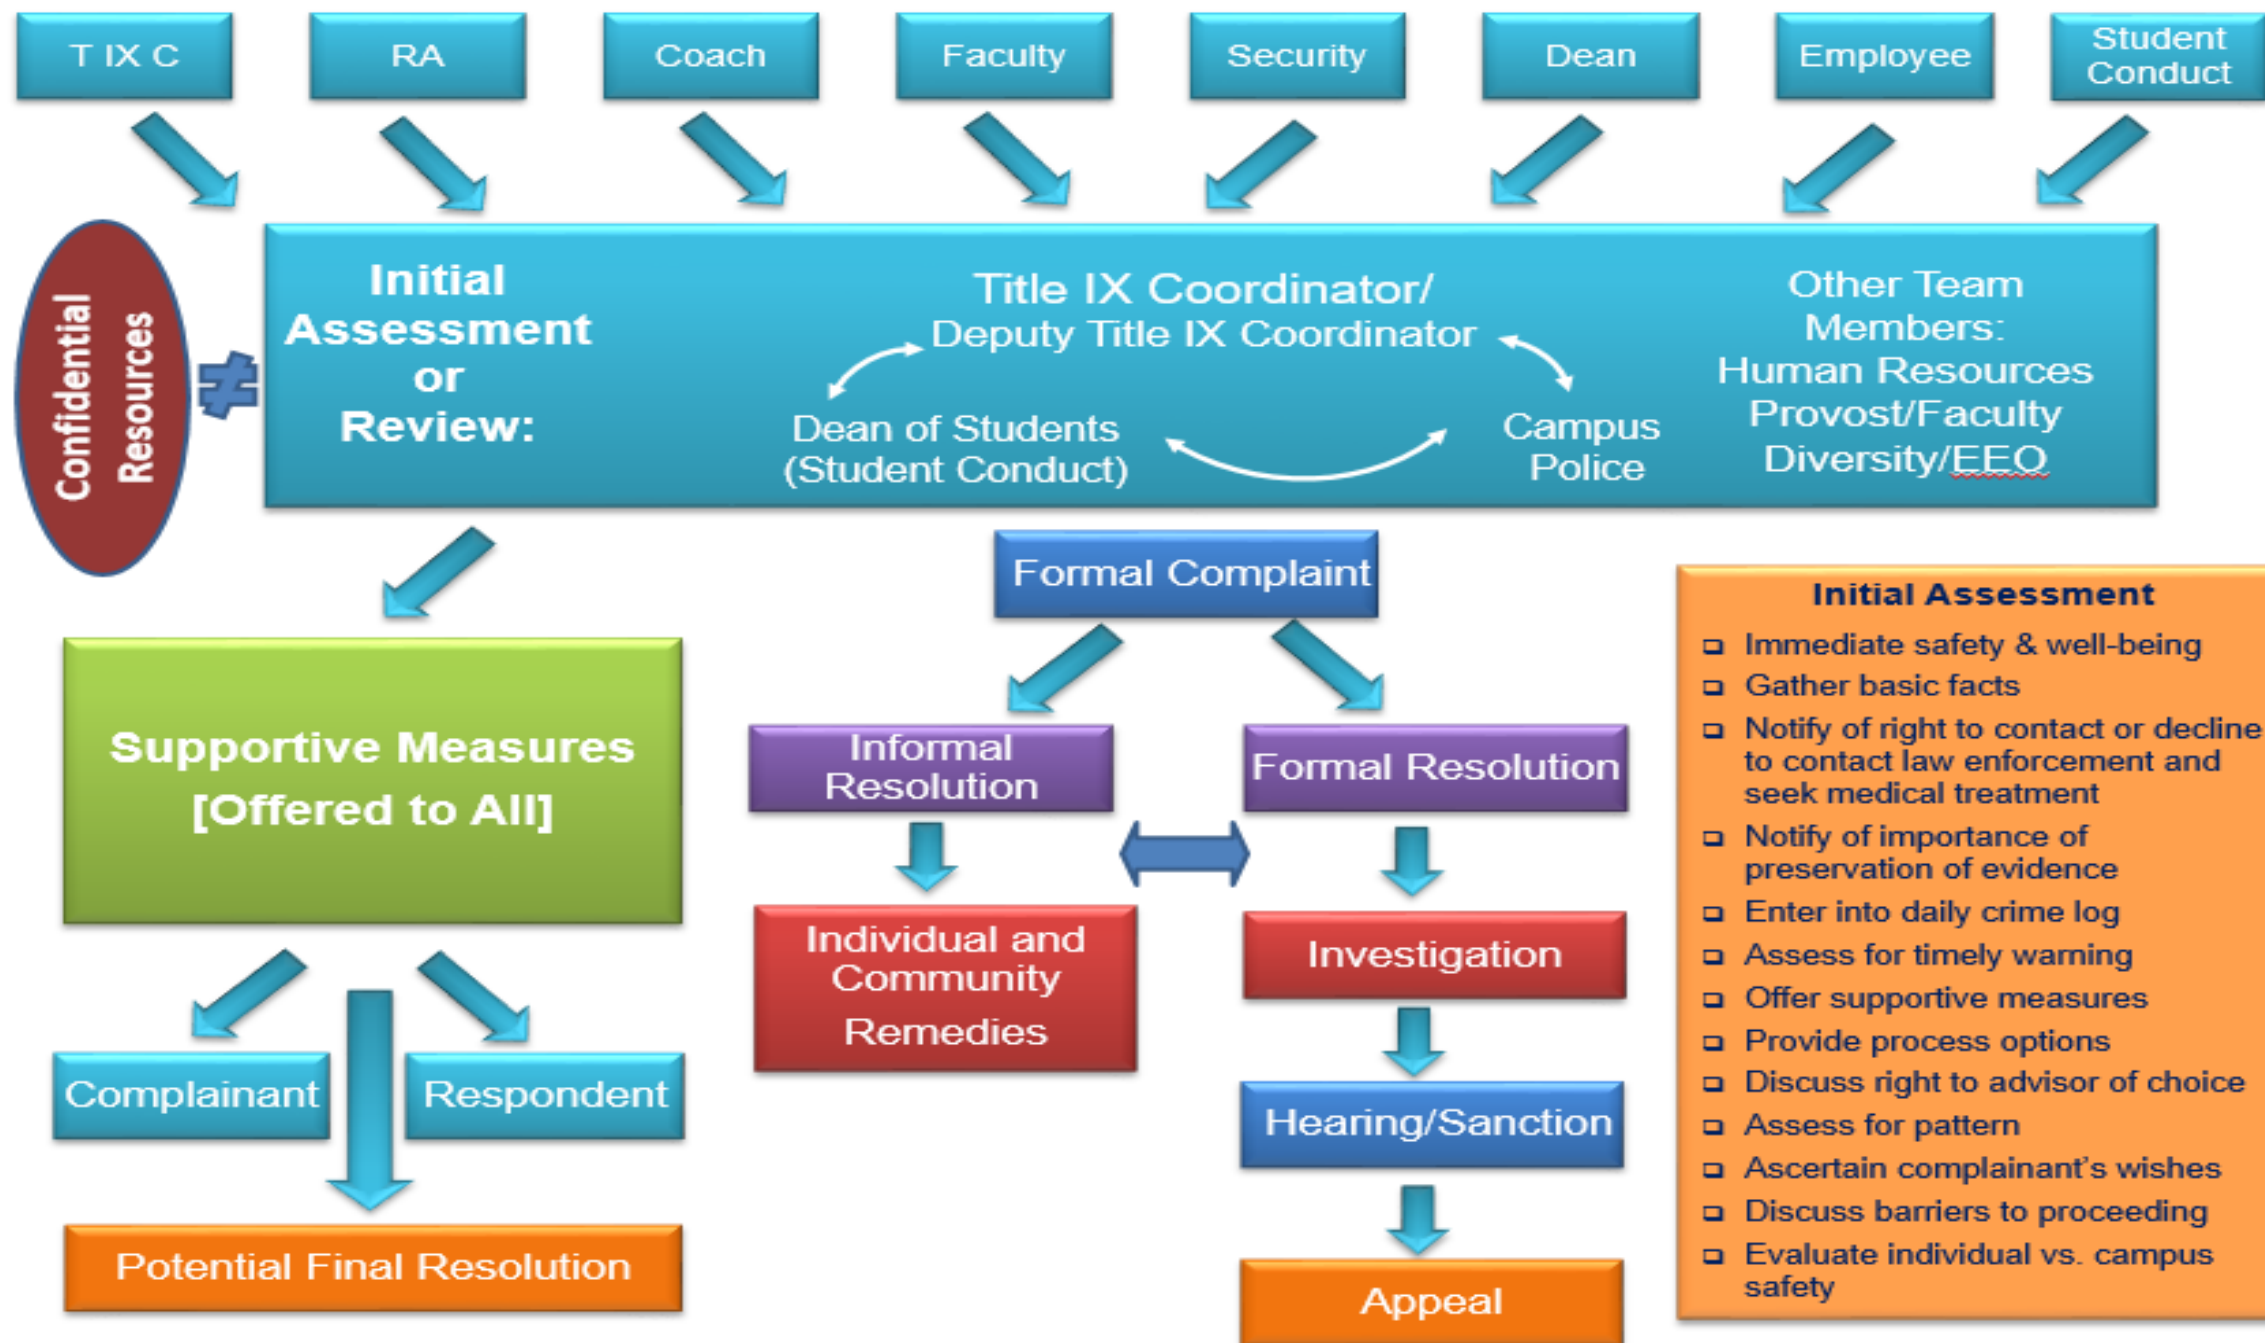 T IX C
RA
Coach
Faculty
Security
Dean
Employee
Student
Conduct
Confidential
Resources
≠
Initial
Assessment
or
Review:
Title IX Coordinator/
Deputy Title IX Coordinator
Dean of Students
(Student Conduct)
Campus
Police
Other Team
Members:
Human Resources
Provost/Faculty
Diversity/EEO
Supportive Measures
[Offered to All]
Complainant
Respondent
Potential Final Resolution
Formal Complaint
Informal
Resolution
Formal Resolution
Individual and
Community
Remedies
Investigation
Hearing/Sanction
Appeal
Initial Assessment
Immediate safety & well-being
Gather basic facts
Notify of right to contact or decline
to contact law enforcement and
seek medical treatment
Notify of importance of
preservation of evidence
Enter into daily crime log
Assess for timely warning
Offer supportive measures
Provide process options
Discuss right to advisor of choice
Assess for pattern
Ascertain complainant's wishes
Discuss barriers to proceeding
Evaluate individual vs. campus
safety